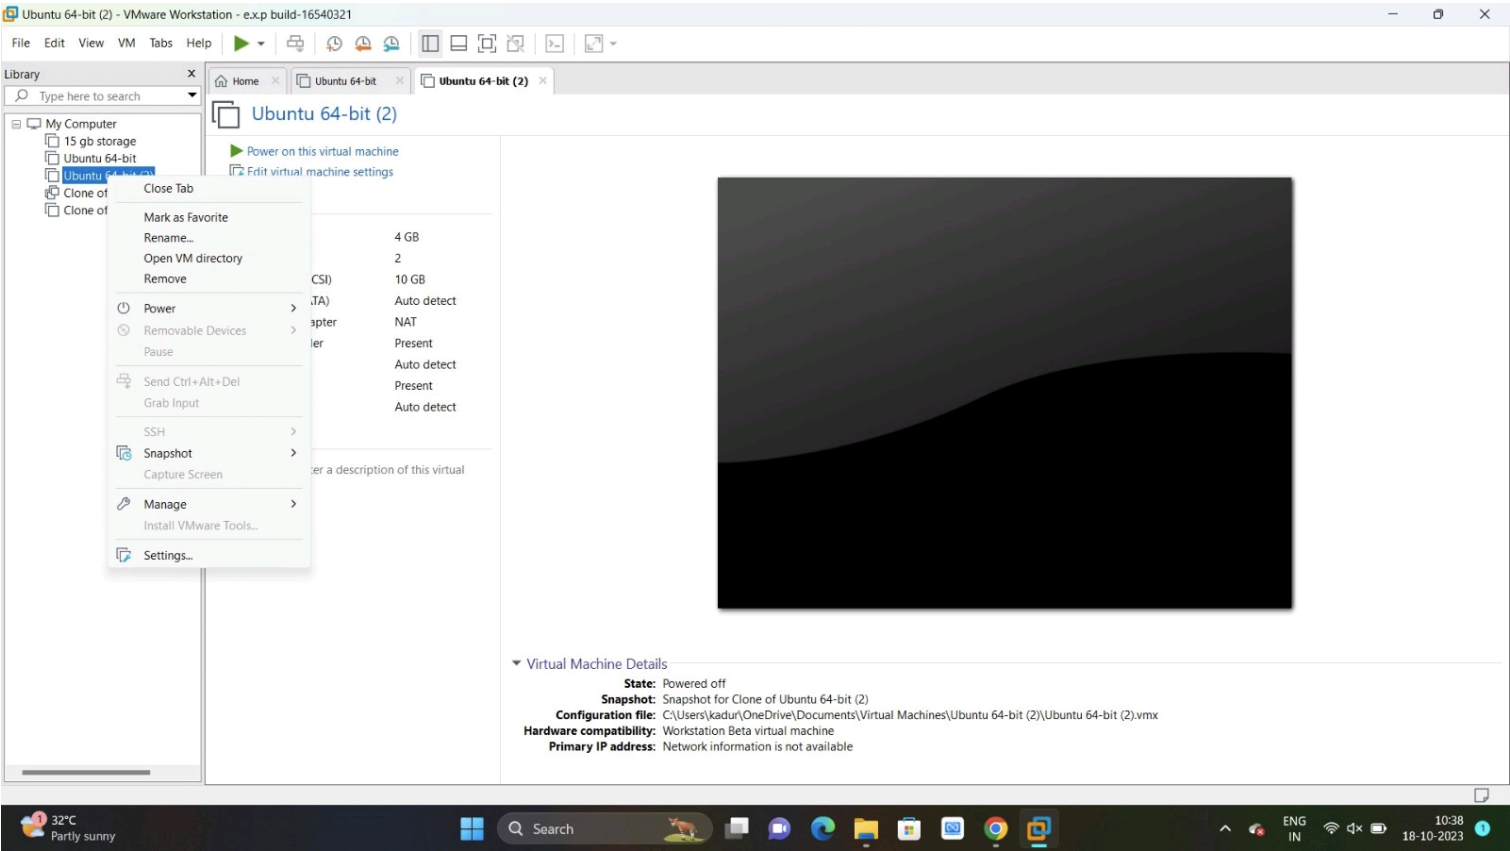 Ubuntu 64-bit (2) - VMware Workstation - e.x.p build-16540321
File Edit View VM Tabs Help
Library x
Type here to search
My Computer
15 gb storage
Ubuntu 64-bit
Ubuntu 64-bit (2)
Clone of
Clone of
Home
Ubuntu 64-bit
Ubuntu 64-bit (2)
Ubuntu 64-bit (2)
Power on this virtual machine
Edit virtual machine settings
Close Tab
Mark as Favorite
Rename...
Open VM directory
Remove
Power
Removable Devices
Pause
Send Ctrl+Alt+Del
Grab Input
SSH
Snapshot
Capture Screen
Manage
Install VMware Tools...
Settings...
4 GB
2
CSI) 10 GB
TA) Auto detect
apter NAT
ler Present
Auto detect
Present
Auto detect
er a description of this virtual
Virtual Machine Details
State: Powered off
Snapshot: Snapshot for Clone of Ubuntu 64-bit (2)
Configuration file: C:\Users\kadur\OneDrive\Documents\Virtual Machines\Ubuntu 64-bit (2)\Ubuntu 64-bit (2).vmx
Hardware compatibility: Workstation Beta virtual machine
Primary IP address: Network information is not available
1
32°C
Partly sunny
Search
ENG
IN
10:38
18-10-2023
1